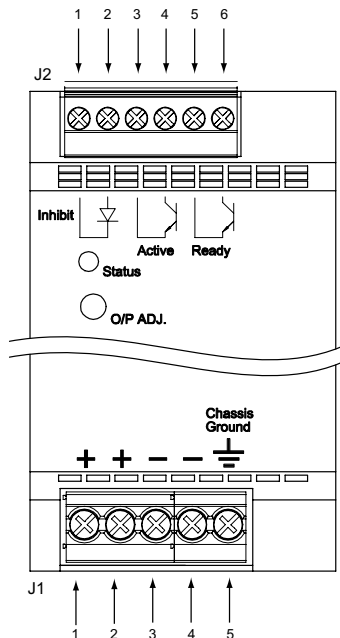 1 2 3 4 5 6
J2
Inhibit
Active Ready
Status
O/P ADJ.
Chassis
Ground
+ + − −
J1
1 2 3 4 5